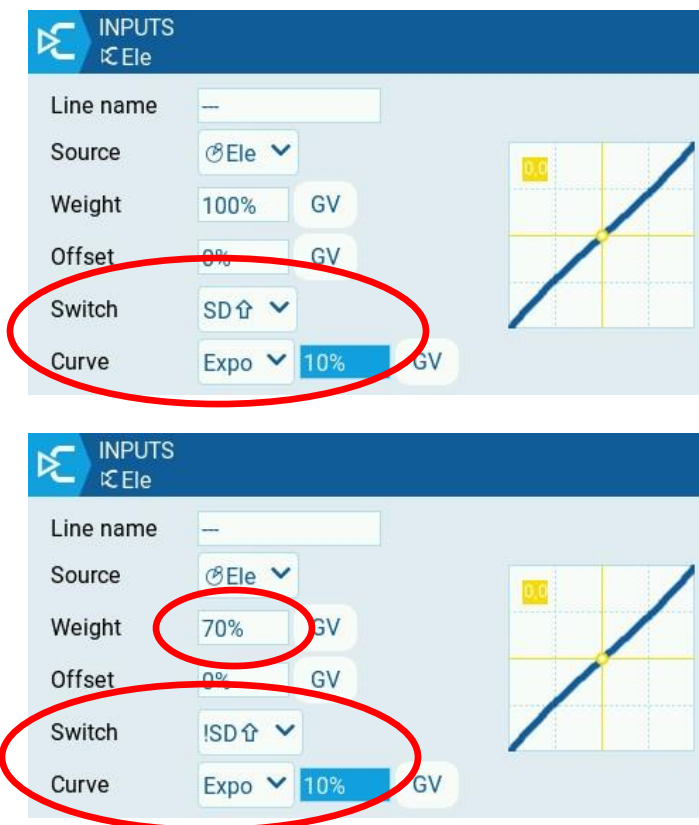 INPUTS
Ele
Line name ---
Source Ele
0,0
Weight 100% GV
Offset 0% GV
Switch SD⇧
Curve Expo 10% GV
INPUTS
Ele
Line name ---
Source Ele
0,0
Weight 70% GV
Offset 0% GV
Switch !SD⇧
Curve Expo 10% GV